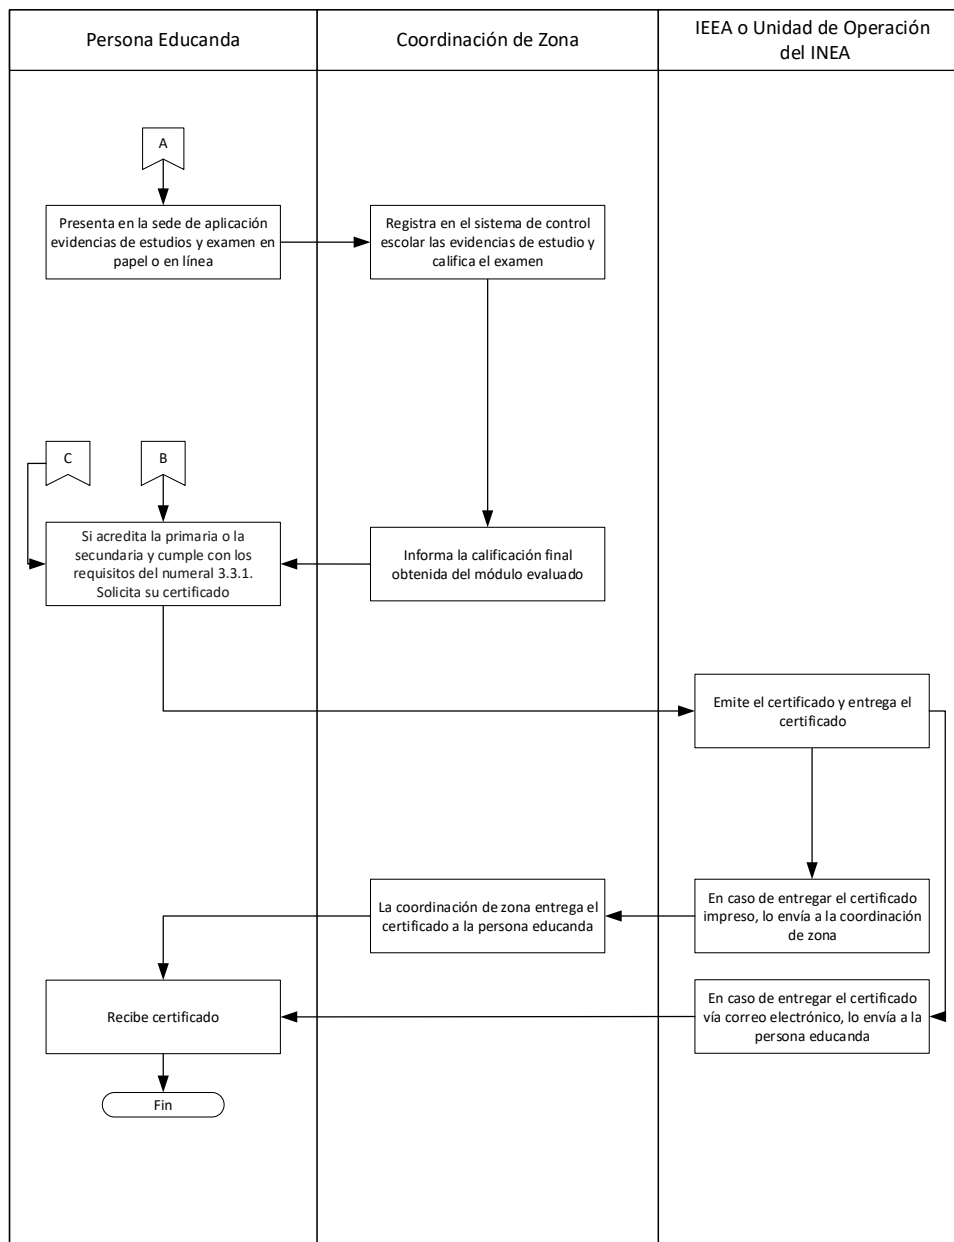 Persona Educanda
Coordinación de Zona
IEEA o Unidad de Operación
del INEA
A
Presenta en la sede de aplicación
evidencias de estudios y examen en
papel o en línea
Registra en el sistema de control
escolar las evidencias de estudio y
califica el examen
C
B
Si acredita la primaria o la
secundaria y cumple con los
requisitos del numeral 3.3.1.
Solicita su certificado
Informa la calificación final
obtenida del módulo evaluado
Emite el certificado y entrega el
certificado
La coordinación de zona entrega el
certificado a la persona educanda
En caso de entregar el certificado
impreso, lo envía a la coordinación
de zona
Recibe certificado
En caso de entregar el certificado
vía correo electrónico, lo envía a la
persona educanda
Fin